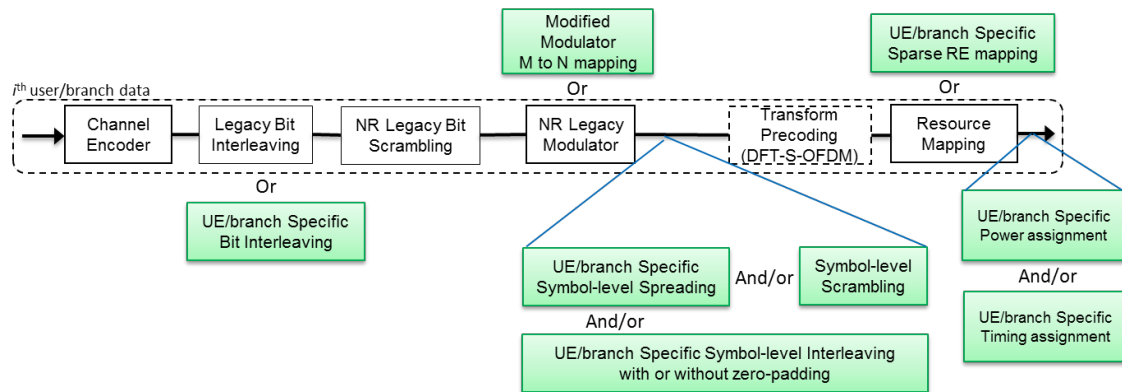 Modified
Modulator
M to N mapping
Or
UE/branch Specific
Sparse RE mapping
Or
ith user/branch data
Channel
Encoder
Legacy Bit
Interleaving
NR Legacy Bit
Scrambling
NR Legacy
Modulator
Transform
Precoding
(DFT-S-OFDM)
Resource
Mapping
Or
UE/branch Specific
Bit Interleaving
UE/branch Specific
Symbol-level Spreading
And/or
Symbol-level
Scrambling
And/or
UE/branch Specific Symbol-level Interleaving
with or without zero-padding
UE/branch Specific
Power assignment
And/or
UE/branch Specific
Timing assignment